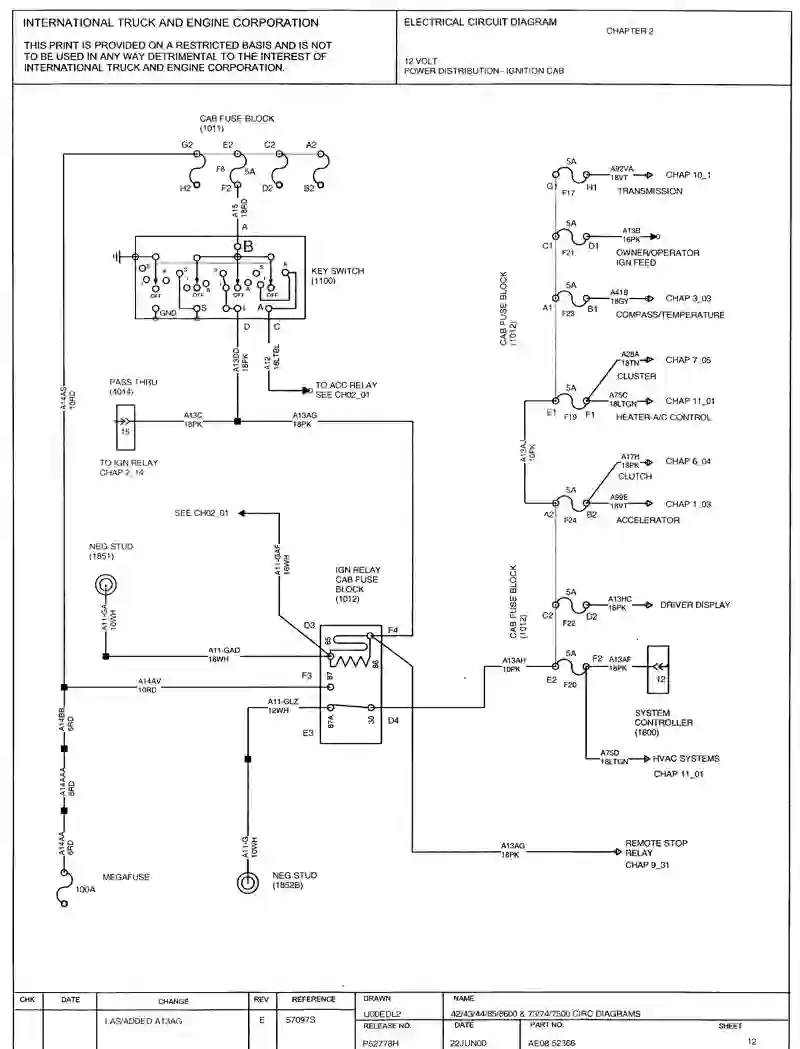 INTERNATIONAL TRUCK AND ENGINE CORPORATION
THIS PRINT IS PROVIDED ON A RESTRICTED BASIS AND IS NOT
TO BE USED IN ANY WAY DETRIMENTAL TO THE INTEREST OF
INTERNATIONAL TRUCK AND ENGINE CORPORATION.
ELECTRICAL CIRCUIT DIAGRAM
CHAPTER 2
12 VOLT
POWER DISTRIBUTION– IGNITION CAB
CAB FUSE BLOCK
(1011)
G2 E2 C2 A2
F6 5A
H2 F2 D2 B2
A15
18RD
A
B
KEY SWITCH
(1100)
OFF OFF OFF OFF
GND S I A
D C
A13DD
18PK
A12
16LTBL
TO ACC RELAY
SEE CH02_01
A14AS
10RD
PASS THRU
(4014)
15
A13C
18PK
A13AG
18PK
TO IGN RELAY
CHAP 2_14
SEE CH02_01
A11-GAF
16WH
NEG STUD
(1851)
A11-GA
10WH
A11-GAD
16WH
IGN RELAY
CAB FUSE
BLOCK
(1012)
D3 F4
85 86
F3 87
A14AV
10RD
A11-GLZ
12WH
87A 30 D4
E3
A14BB
6RD
A14AAA
6RD
A14AA
6RD
MEGAFUSE
100A
A11-G
10WH
NEG STUD
(1852B)
CAB FUSE BLOCK
(1012)
5A
G1 F17 H1
A92VA
18VT
CHAP 10_1
TRANSMISSION
5A
C1 F21 D1
A13B
16PK
OWNER/OPERATOR
IGN FEED
5A
A1 F23 B1
A41B
18GY
CHAP 3_03
COMPASS/TEMPERATURE
A28A
18TN
CHAP 7_05
CLUSTER
5A
E1 F19 F1
A75C
18LTGN
CHAP 11_01
HEATER-A/C CONTROL
A13AJ
10PK
A17H
18PK
CHAP 6_04
CLUTCH
5A
A2 F24 B2
A99E
18VT
CHAP 1_03
ACCELERATOR
CAB FUSE BLOCK
(1012)
5A
C2 F22 D2
A13HC
16PK
DRIVER DISPLAY
A13AH
10PK
5A
E2 F20 F2
A13AF
18PK
12
SYSTEM
CONTROLLER
(1600)
A75D
18LTGN
HVAC SYSTEMS
CHAP 11_01
A13AG
18PK
REMOTE STOP
RELAY
CHAP 9_31
CHK DATE CHANGE REV REFERENCE DRAWN NAME
LAS/ADDED A13AG E 57097S U00EDL2 42/43/44/85/8600 & 73/74/7500 CIRC DIAGRAMS
RELEASE NO. DATE PART NO. SHEET
P52778H 22JUN00 AE08 52366 12